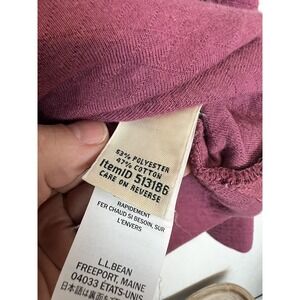 53% POLYESTER
47% COTTON
ItemID 513186
CARE ON REVERSE
RAPIDEMENT
FER CHAUD SI BESOIN, SUR
L'ENVERS
L.L.BEAN
FREEPORT, MAINE
04033 ETATS-UNIS